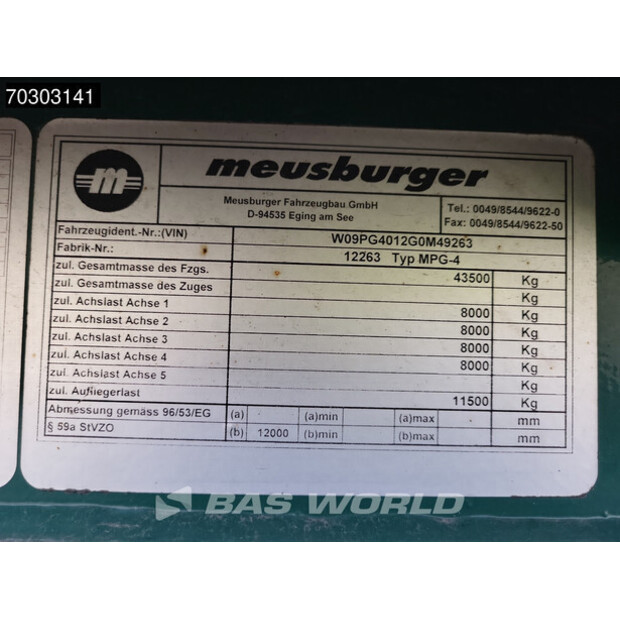 70303141
m
meusburger
Meusburger Fahrzeugbau GmbH
D-94535 Eging am See
Tel.: 0049/8544/9622-0
Fax: 0049/8544/9622-50
Fahrzeugident.-Nr.:(VIN) W09PG4012G0M49263
Fabrik-Nr.: 12263 Typ MPG-4
zul. Gesamtmasse des Fzgs. 43500 Kg
zul. Gesamtmasse des Zuges Kg
zul. Achslast Achse 1 8000 Kg
zul. Achslast Achse 2 8000 Kg
zul. Achslast Achse 3 8000 Kg
zul. Achslast Achse 4 8000 Kg
zul. Achslast Achse 5 Kg
zul. Aufliegerlast 11500 Kg
Abmessung gemäss 96/53/EG (a) (a)min (a)max mm
§ 59a StVZO (b) 12000 (b)min (b)max mm
BAS WORLD